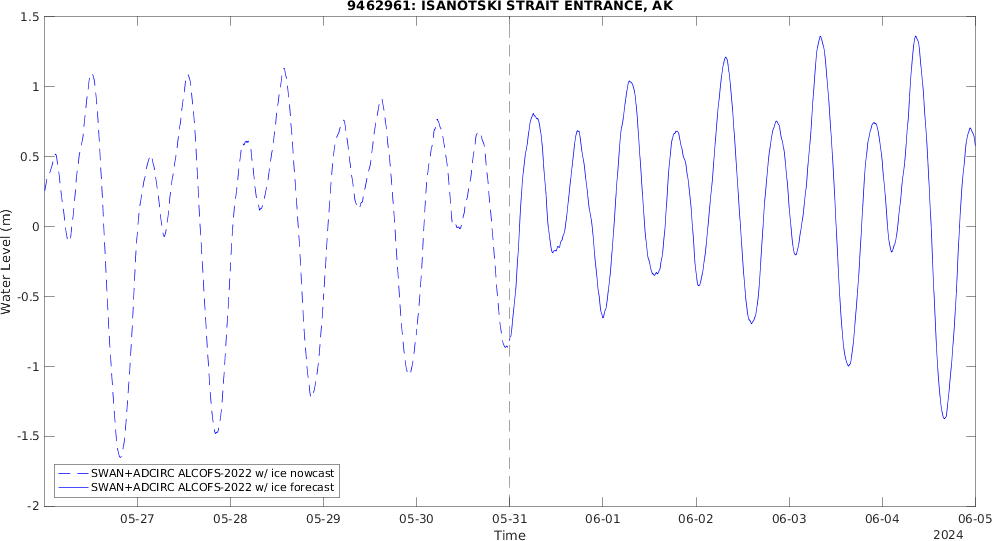 9462961: ISANOTSKI STRAIT ENTRANCE, AK
1.5
1
0.5
0
-0.5
-1
-1.5
-2
Water Level (m)
SWAN+ADCIRC ALCOFS-2022 w/ ice nowcast
SWAN+ADCIRC ALCOFS-2022 w/ ice forecast
05-27 05-28 05-29 05-30 05-31 06-01 06-02 06-03 06-04 06-05
Time
2024